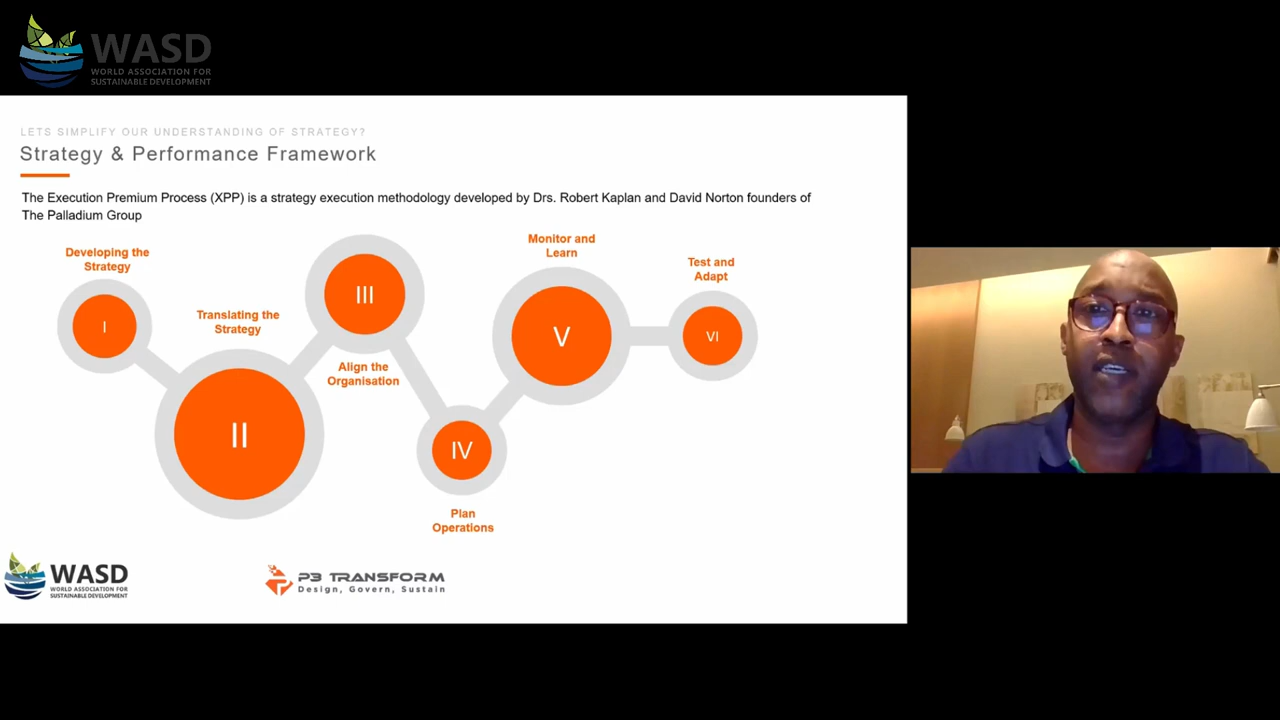 WASD
WORLD ASSOCIATION FOR
SUSTAINABLE DEVELOPMENT
LETS SIMPLIFY OUR UNDERSTANDING OF STRATEGY?
Strategy & Performance Framework
The Execution Premium Process (XPP) is a strategy execution methodology developed by Drs. Robert Kaplan and David Norton founders of
The Palladium Group
Developing the
Strategy
I
Translating the
Strategy
II
III
Align the
Organisation
IV
Plan
Operations
Monitor and
Learn
V
Test and
Adapt
VI
WASD
WORLD ASSOCIATION FOR
SUSTAINABLE DEVELOPMENT
P3 TRANSFORM
Design, Govern, Sustain